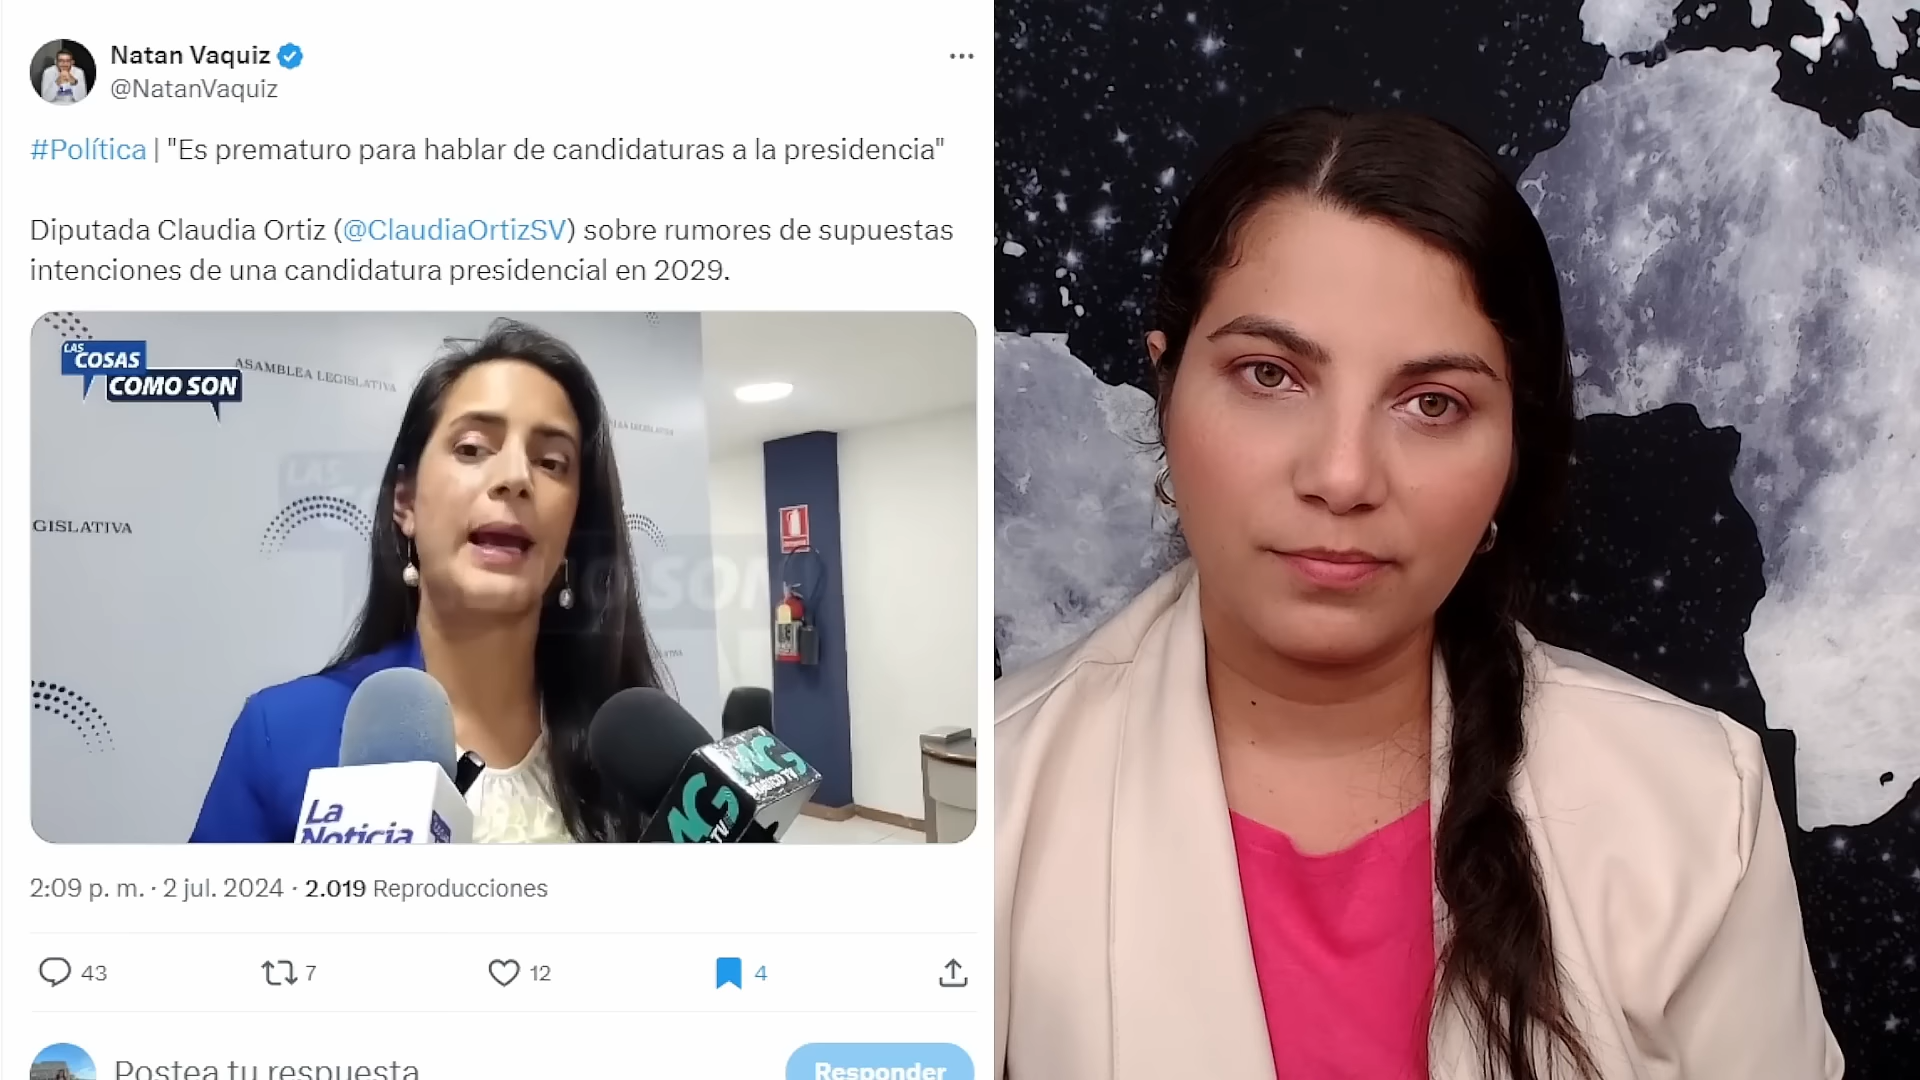 Natan Vaquiz
@NatanVaquiz
#Política | "Es prematuro para hablar de candidaturas a la presidencia"
Diputada Claudia Ortiz (@ClaudiaOrtizSV) sobre rumores de supuestas
intenciones de una candidatura presidencial en 2029.
LAS
COSAS
COMO SON
ASAMBLEA LEGISLATIVA
GISLATIVA
La
Noticia
2:09 p. m. · 2 jul. 2024 · 2.019 Reproducciones
43
7
12
4
Postea tu respuesta
Responder